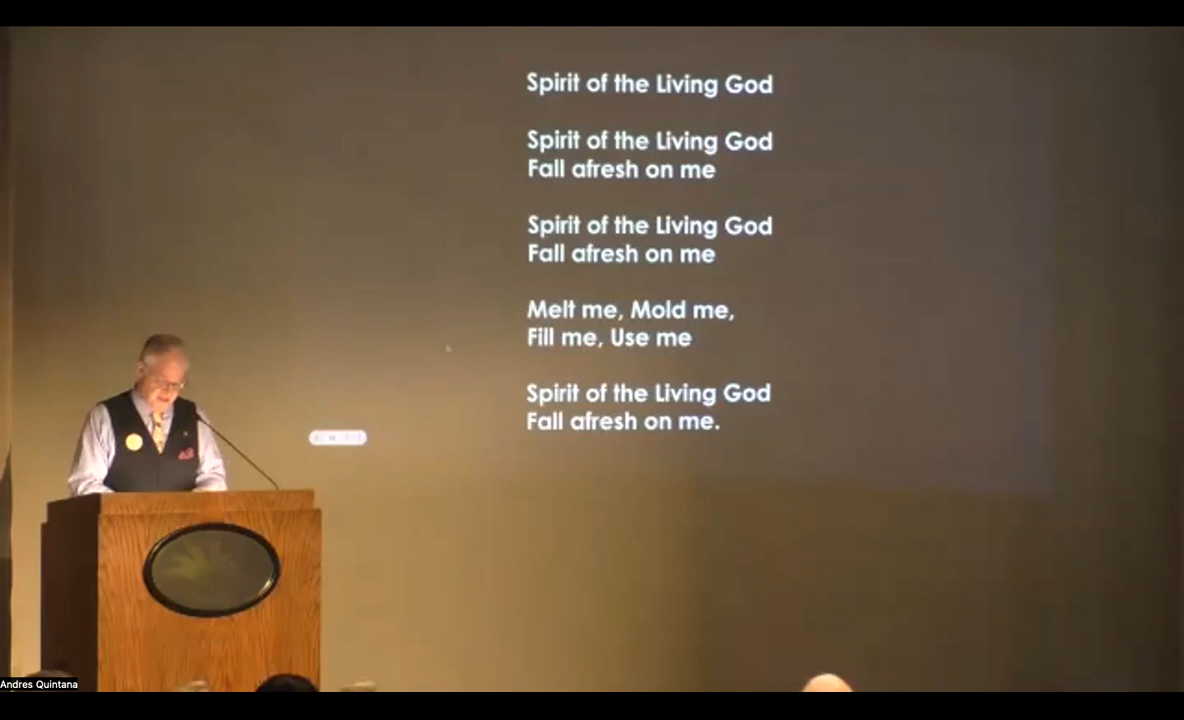 Spirit of the Living God
Spirit of the Living God
Fall afresh on me
Spirit of the Living God
Fall afresh on me
Melt me, Mold me,
Fill me, Use me
Spirit of the Living God
Fall afresh on me.
Andres Quintana